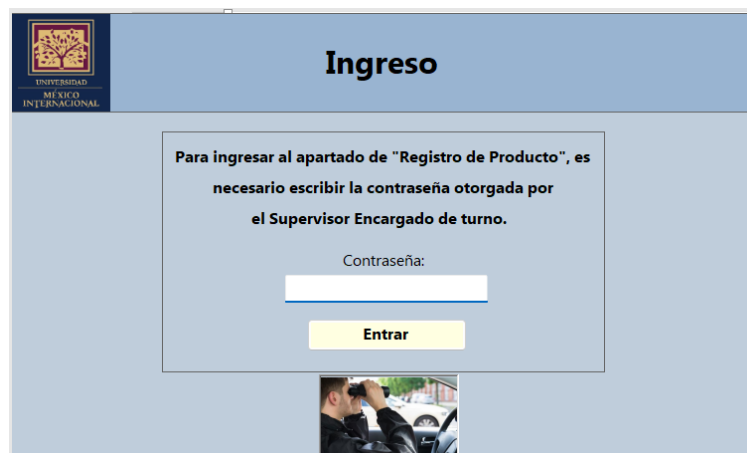 UNIVERSIDAD
MÉXICO
INTERNACIONAL
Ingreso
Para ingresar al apartado de "Registro de Producto", es
necesario escribir la contraseña otorgada por
el Supervisor Encargado de turno.
Contraseña:
Entrar